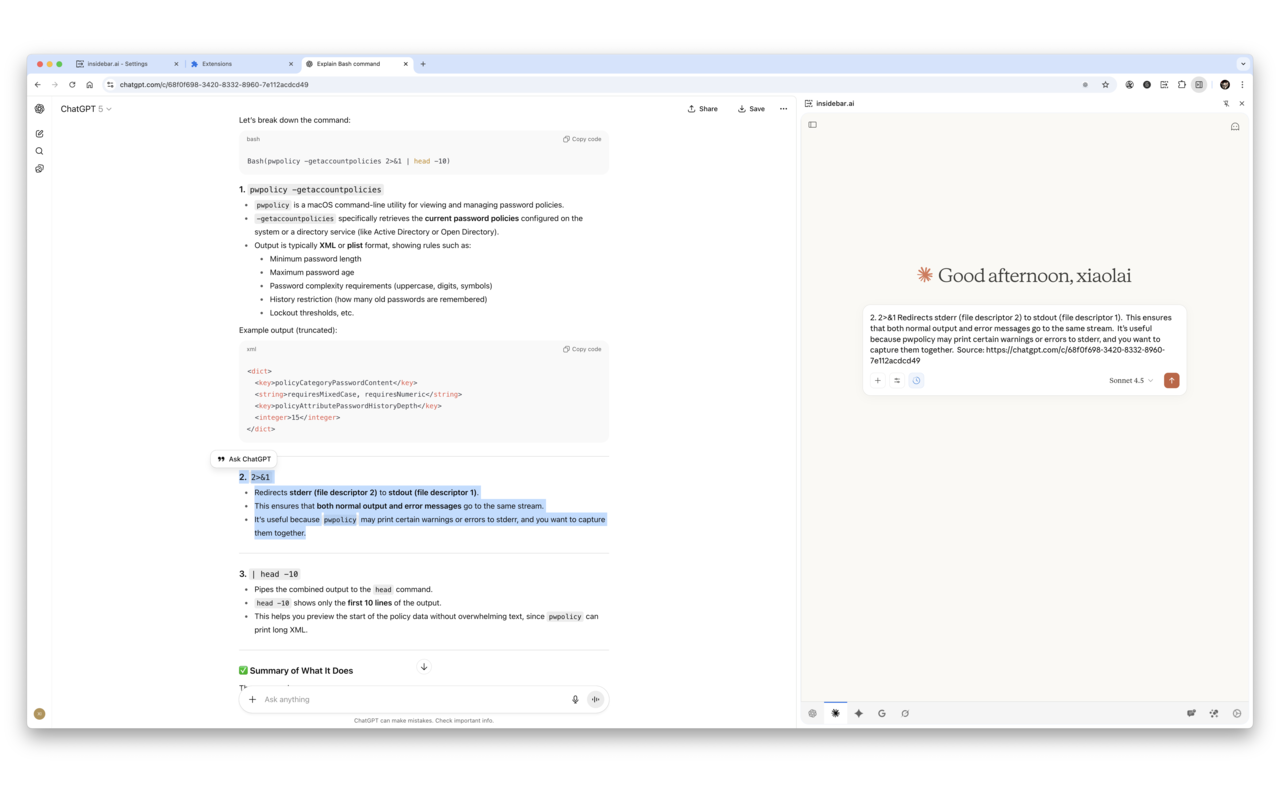 insidebar.ai - Settings
Extensions
Explain Bash command
chatgpt.com/c/68f0f698-3420-8332-8960-7e112acdcd49
ChatGPT 5
Share
Save
Let's break down the command:
bash
Copy code
Bash(pwpolicy -getaccountpolicies 2>&1 | head -10)
1. pwpolicy -getaccountpolicies
• pwpolicy is a macOS command-line utility for viewing and managing password policies.
• -getaccountpolicies specifically retrieves the current password policies configured on the
system or a directory service (like Active Directory or Open Directory).
• Output is typically XML or plist format, showing rules such as:
• Minimum password length
• Maximum password age
• Password complexity requirements (uppercase, digits, symbols)
• History restriction (how many old passwords are remembered)
• Lockout thresholds, etc.
Example output (truncated):
xml
Copy code
<dict>
<key>policyCategoryPasswordContent</key>
<string>requiresMixedCase, requiresNumeric</string>
<key>policyAttributePasswordHistoryDepth</key>
<integer>15</integer>
</dict>
Ask ChatGPT
2. 2>&1
• Redirects stderr (file descriptor 2) to stdout (file descriptor 1).
• This ensures that both normal output and error messages go to the same stream.
• It's useful because pwpolicy may print certain warnings or errors to stderr, and you want to capture
them together.
3. | head -10
• Pipes the combined output to the head command.
• head -10 shows only the first 10 lines of the output.
• This helps you preview the start of the policy data without overwhelming text, since pwpolicy can
print long XML.
✅ Summary of What It Does
Ask anything
ChatGPT can make mistakes. Check important info.
insidebar.ai
Good afternoon, xiaolai
2. 2>&1 Redirects stderr (file descriptor 2) to stdout (file descriptor 1). This ensures
that both normal output and error messages go to the same stream. It's useful
because pwpolicy may print certain warnings or errors to stderr, and you want to
capture them together. Source: https://chatgpt.com/c/68f0f698-3420-8332-8960-
7e112acdcd49
Sonnet 4.5